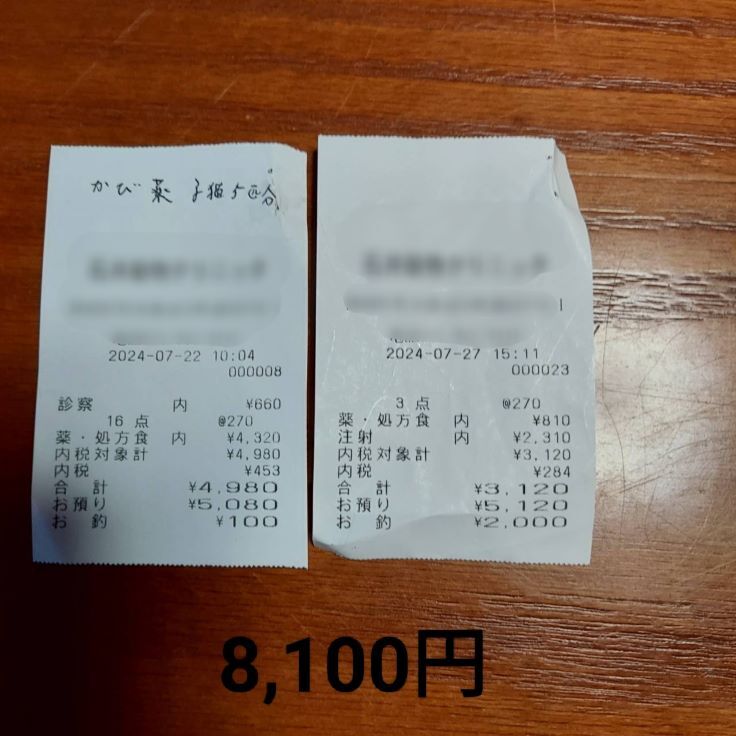 かび薬 子猫5匹分
2024-07-22 10:04
000008
診察 内 ¥660
16点 @270
薬・処方食 内 ¥4,320
内税対象計 ¥4,980
内税 ¥453
合 計 ¥4,980
お預り ¥5,080
お 釣 ¥100
2024-07-27 15:11
000023
3点 @270
薬・処方食 内 ¥810
注射 内 ¥2,310
内税対象計 ¥3,120
内税 ¥284
合 計 ¥3,120
お預り ¥5,120
お 釣 ¥2,000
8,100円